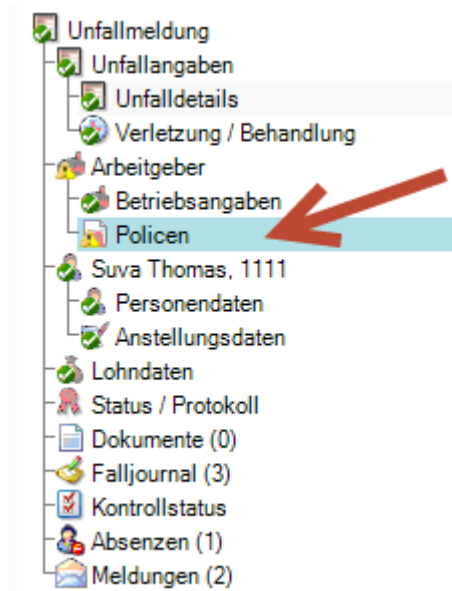 Unfallmeldung
Unfallangaben
Unfalldetails
Verletzung / Behandlung
Arbeitgeber
Betriebsangaben
Policen
Suva Thomas, 1111
Personendaten
Anstellungsdaten
Lohndaten
Status / Protokoll
Dokumente (0)
Falljournal (3)
Kontrollstatus
Absenzen (1)
Meldungen (2)